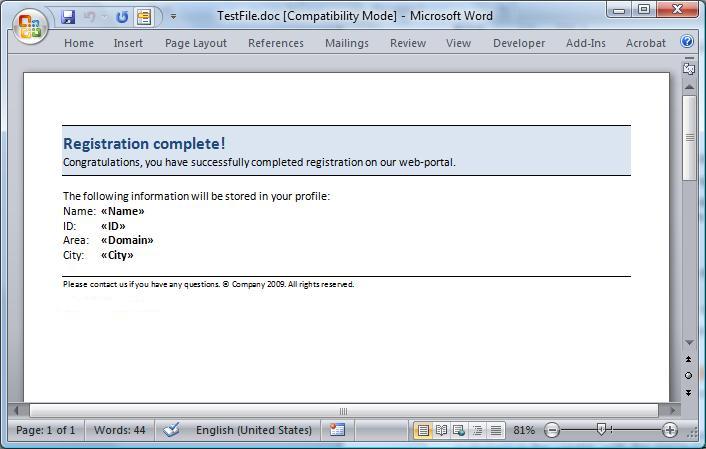 TestFile.doc [Compatibility Mode] - Microsoft Word
Home Insert Page Layout References Mailings Review View Developer Add-Ins Acrobat
Registration complete!
Congratulations, you have successfully completed registration on our web-portal.
The following information will be stored in your profile:
Name: «Name»
ID: «ID»
Area: «Domain»
City: «City»
Please contact us if you have any questions. © Company 2009. All rights reserved.
Page: 1 of 1 Words: 44 English (United States) 81%